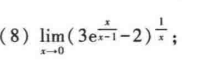 (8) lim x→0 (3e^{x/(x-1)} -2)^{1/x};